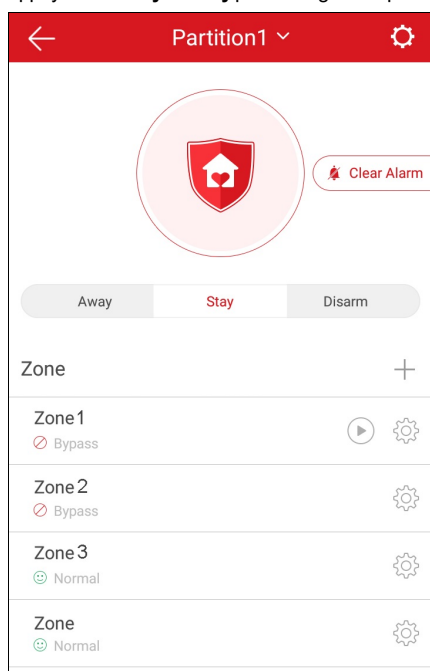 Partition1
Clear Alarm
Away Stay Disarm
Zone
Zone1
Bypass
Zone2
Bypass
Zone3
Normal
Zone
Normal